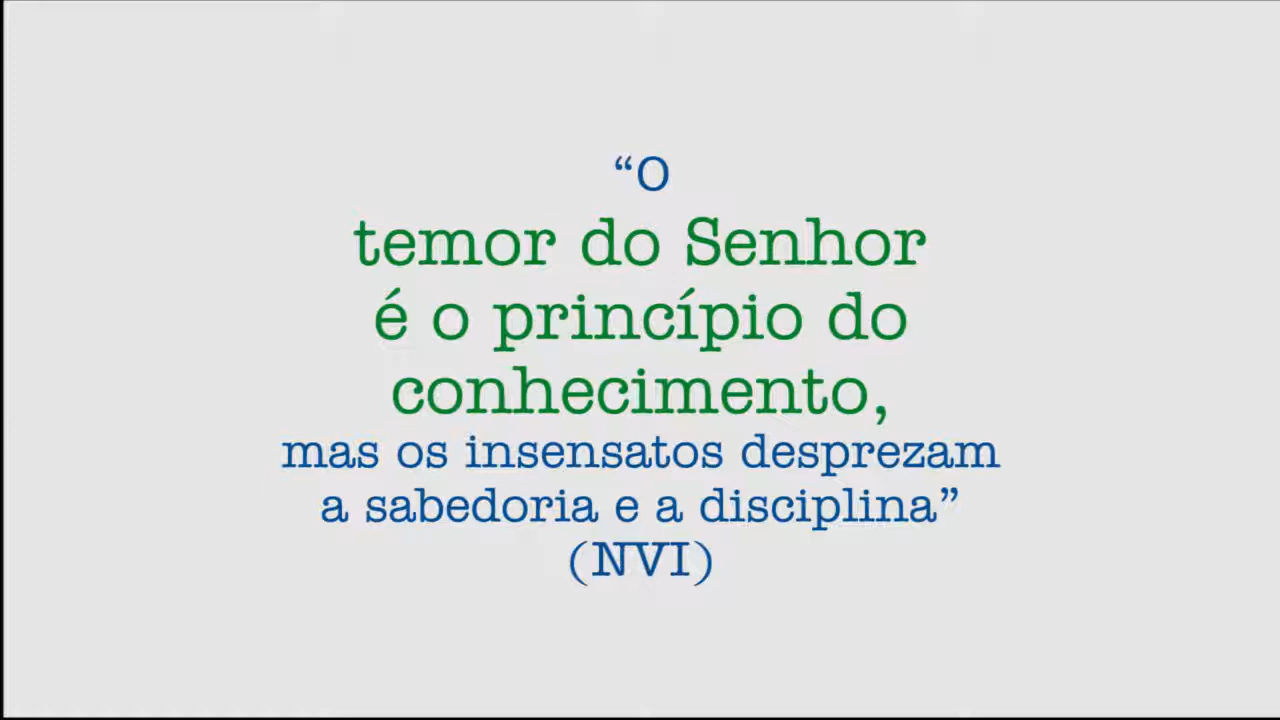 “O
temor do Senhor
é o princípio do
conhecimento,
mas os insensatos desprezam
a sabedoria e a disciplina”
(NVI)